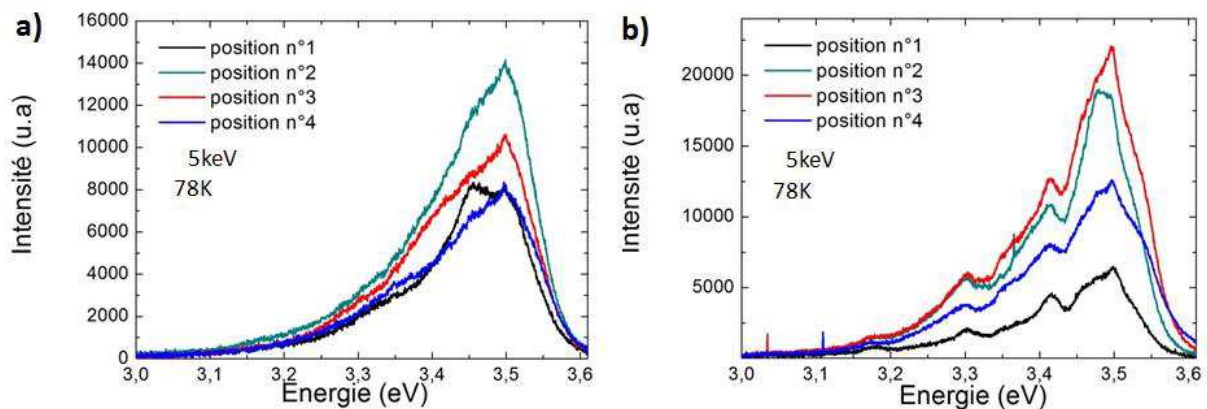 a)
position n°1
position n°2
position n°3
position n°4
5keV
78K
Intensité (u.a)
16000
14000
12000
10000
8000
6000
4000
2000
0
3,0
3,1
3,2
3,3
3,4
3,5
3,6
Energie (eV)
b)
position n°1
position n°2
position n°3
position n°4
5keV
78K
Intensité (u.a)
20000
15000
10000
5000
3,0
3,1
3,2
3,3
3,4
3,5
3,6
Energie (eV)